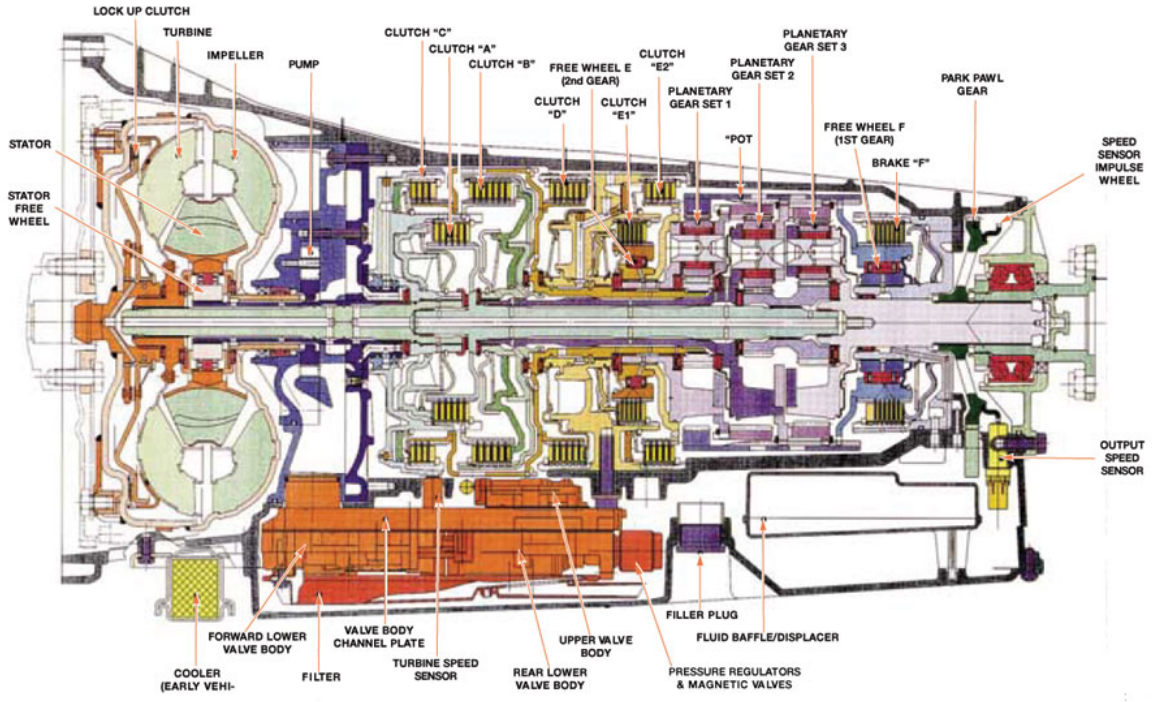 LOCK UP CLUTCH
TURBINE
IMPELLER
PUMP
CLUTCH "C"
CLUTCH "A"
CLUTCH "B"
FREE WHEEL E
(2nd GEAR)
CLUTCH
"D"
CLUTCH
"E1"
CLUTCH
"E2"
PLANETARY
GEAR SET 1
PLANETARY
GEAR SET 2
PLANETARY
GEAR SET 3
"POT
FREE WHEEL F
(1ST GEAR)
BRAKE "F"
PARK PAWL
GEAR
SPEED
SENSOR
IMPULSE
WHEEL
STATOR
STATOR
FREE
WHEEL
OUTPUT
SPEED
SENSOR
COOLER
(EARLY VEHI-
FORWARD LOWER
VALVE BODY
FILTER
VALVE BODY
CHANNEL PLATE
TURBINE SPEED
SENSOR
REAR LOWER
VALVE BODY
UPPER VALVE
BODY
FILLER PLUG
FLUID BAFFLE/DISPLACER
PRESSURE REGULATORS
& MAGNETIC VALVES